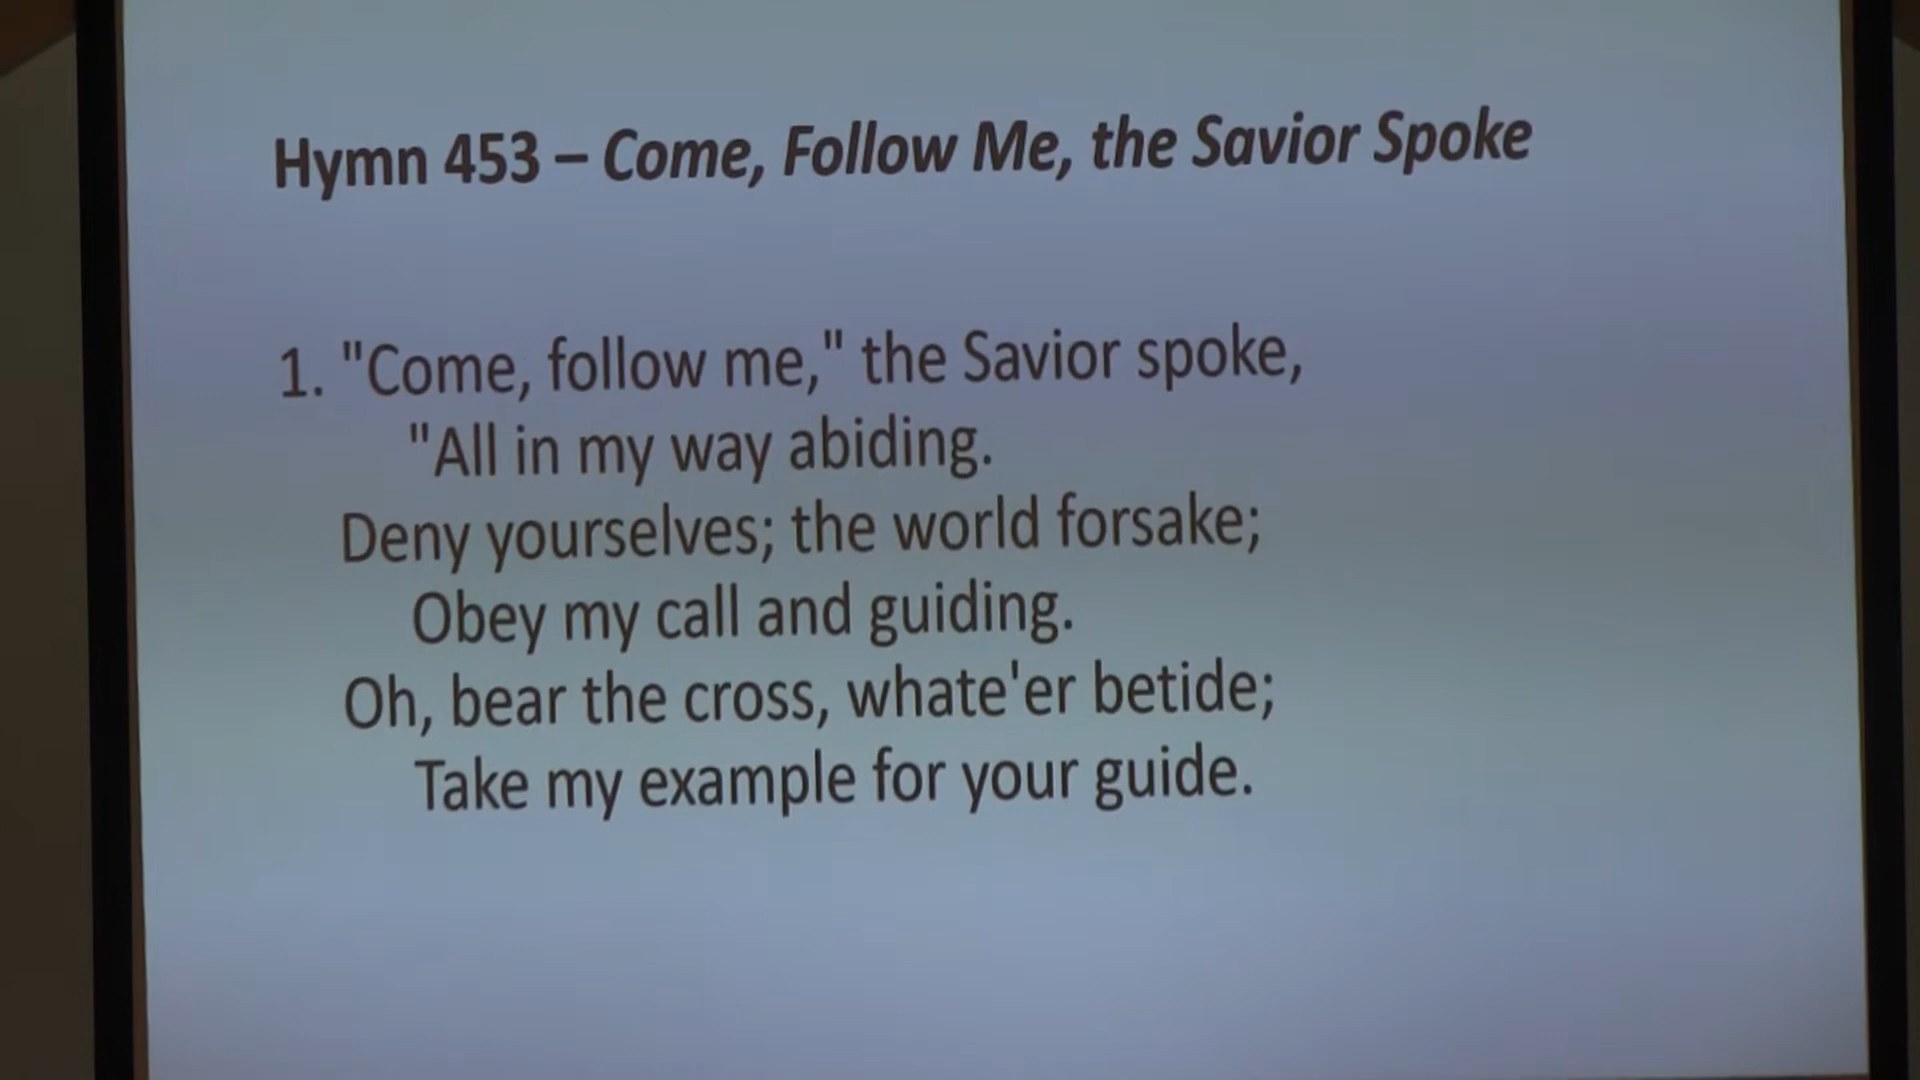 Hymn 453 – Come, Follow Me, the Savior Spoke
1. "Come, follow me," the Savior spoke,
"All in my way abiding.
Deny yourselves; the world forsake;
Obey my call and guiding.
Oh, bear the cross, whate'er betide;
Take my example for your guide.